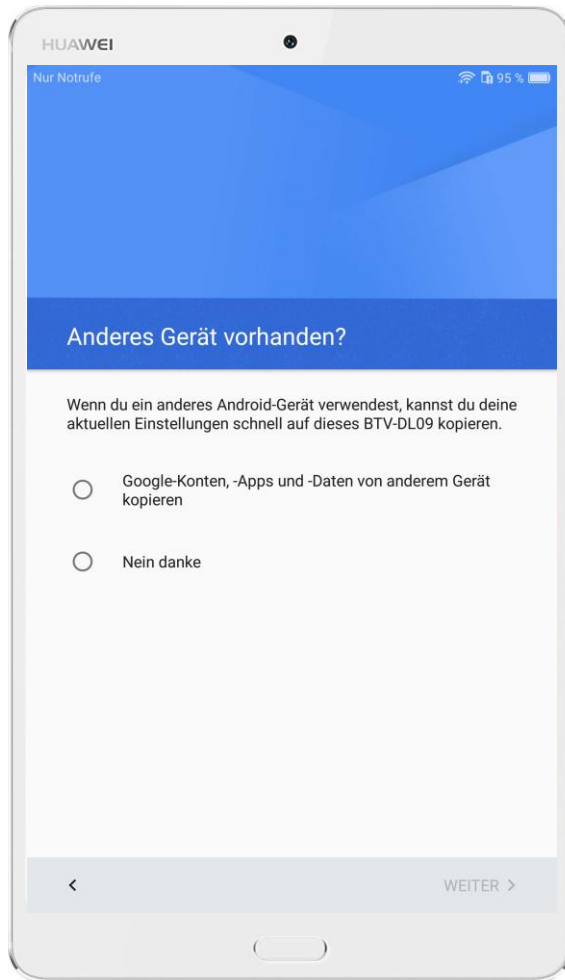 HUAWEI
Nur Notrufe 95 %
Anderes Gerät vorhanden?
Wenn du ein anderes Android-Gerät verwendest, kannst du deine
aktuellen Einstellungen schnell auf dieses BTV-DL09 kopieren.
Google-Konten, -Apps und -Daten von anderem Gerät
kopieren
Nein danke
WEITER